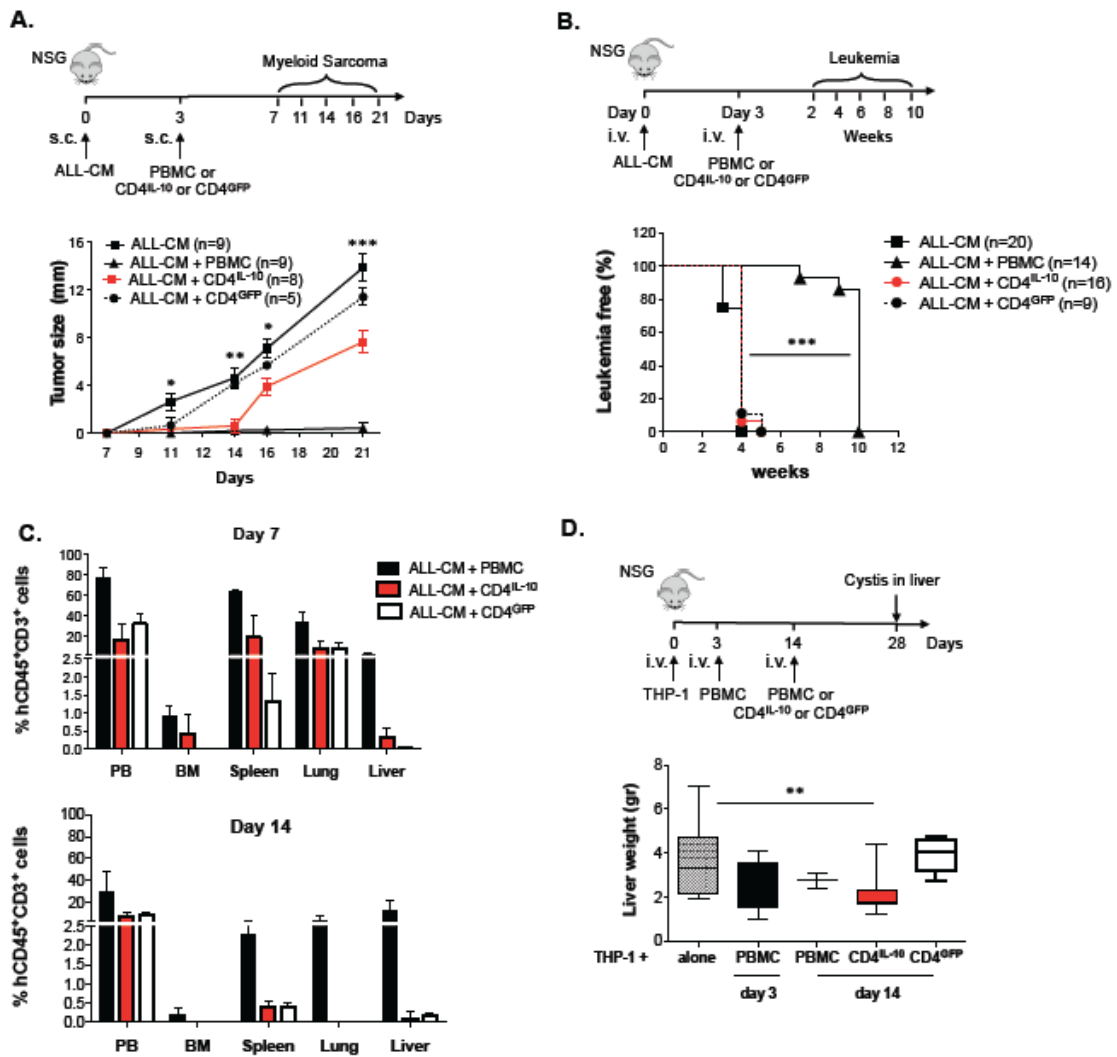 A.
NSG
Myeloid Sarcoma
0 3 7 11 14 16 21 Days
s.c. s.c.
ALL-CM PBMC or
CD4IL-10 or CD4GFP
ALL-CM (n=9)
ALL-CM + PBMC (n=9)
ALL-CM + CD4IL-10 (n=8)
ALL-CM + CD4GFP (n=5)
Tumor size (mm)
16
12
8
4
0
* ** * ***
7 9 11 13 14 16 18 20 21
Days
B.
NSG
Leukemia
Day 0 Day 3 2 4 6 8 10
i.v. i.v. Weeks
ALL-CM PBMC or
CD4IL-10 or CD4GFP
ALL-CM (n=20)
ALL-CM + PBMC (n=14)
ALL-CM + CD4IL-10 (n=16)
ALL-CM + CD4GFP (n=9)
Leukemia free (%)
120
100
80
60
40
20
0
***
0 2 4 6 8 10 12
weeks
C.
Day 7
ALL-CM + PBMC
ALL-CM + CD4IL-10
ALL-CM + CD4GFP
% hCD45+CD3+ cells
100
80
60
40
20
2.5
2.0
1.5
1.0
0.5
0.0
PB BM Spleen Lung Liver
Day 14
% hCD45+CD3+ cells
100
80
60
40
20
2.5
2.0
1.5
1.0
0.5
0.0
PB BM Spleen Lung Liver
D.
NSG
Cystis in liver
0 3 14 28 Days
i.v. i.v. i.v.
THP-1 PBMC PBMC or
CD4IL-10 or CD4GFP
Liver weight (gr)
8
6
4
2
0
**
THP-1 + alone PBMC PBMC CD4IL-10 CD4GFP
day 3 day 14